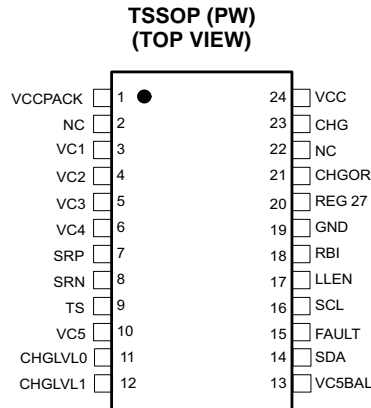 TSSOP (PW)
(TOP VIEW)
VCCPACK 1 24 VCC
NC 2 23 CHG
VC1 3 22 NC
VC2 4 21 CHGOR
VC3 5 20 REG 27
VC4 6 19 GND
SRP 7 18 RBI
SRN 8 17 LLEN
TS 9 16 SCL
VC5 10 15 FAULT
CHGLVL0 11 14 SDA
CHGLVL1 12 13 VC5BAL